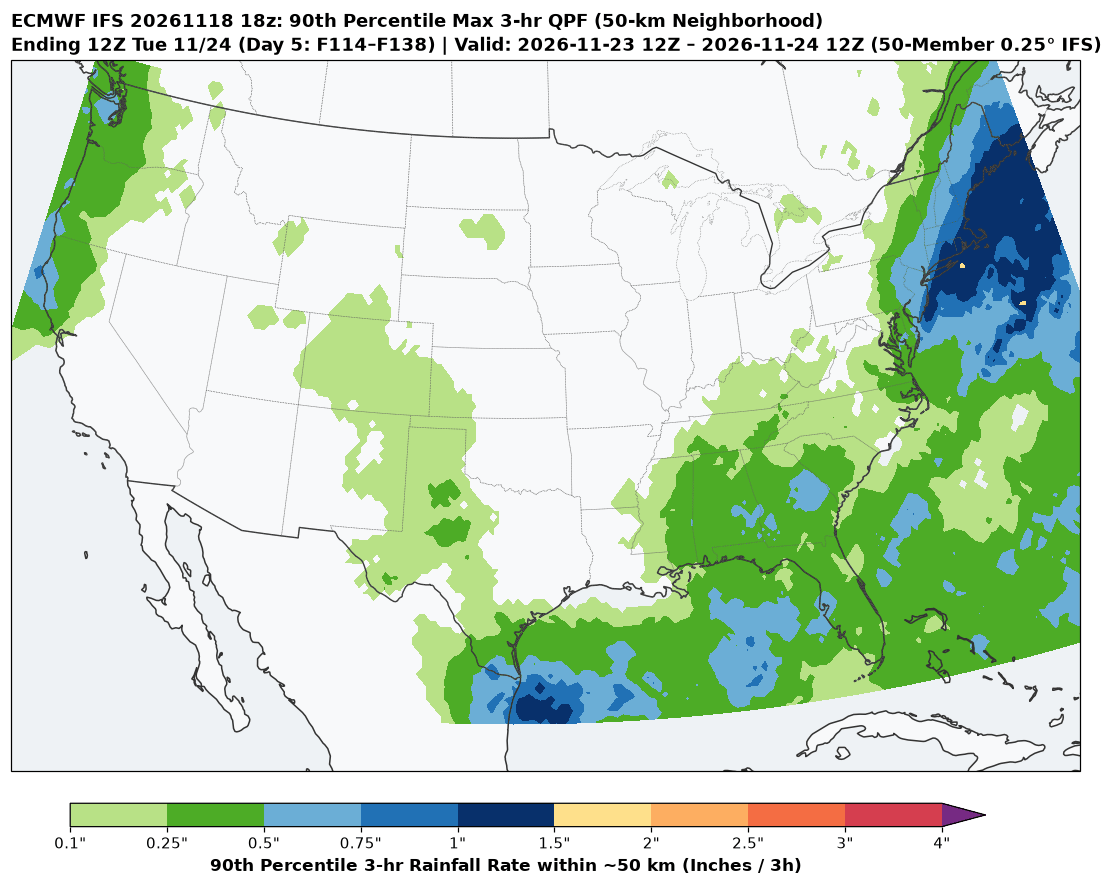 ECMWF IFS 20261118 18z: 90th Percentile Max 3-hr QPF (50-km Neighborhood)
Ending 12Z Tue 11/24 (Day 5: F114–F138) | Valid: 2026-11-23 12Z – 2026-11-24 12Z (50-Member 0.25° IFS)
0.1" 0.25" 0.5" 0.75" 1" 1.5" 2" 2.5" 3" 4"
90th Percentile 3-hr Rainfall Rate within ~50 km (Inches / 3h)